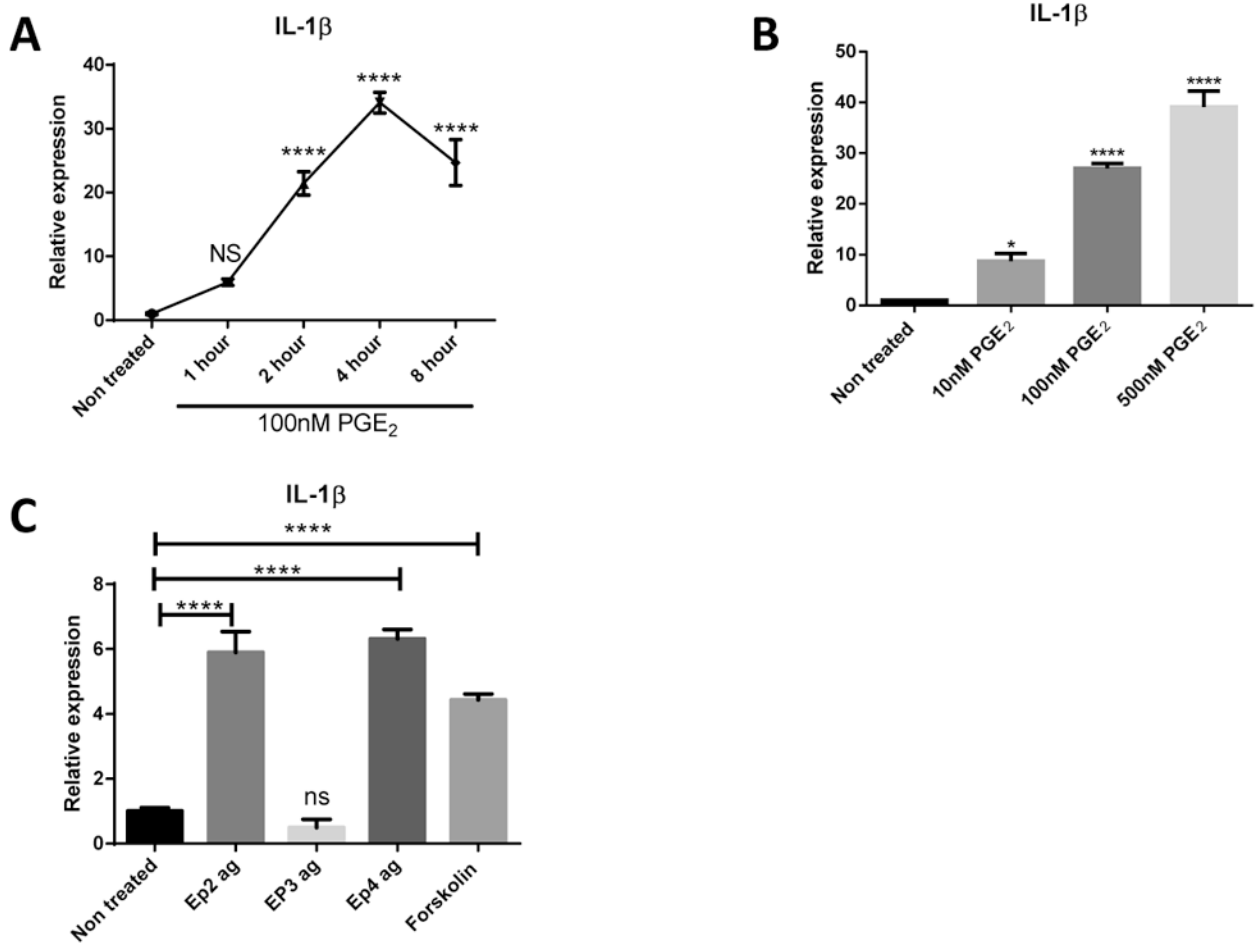 A
IL-1β
Relative expression
40
30
20
10
0
NS
****
****
****
Non treated
1 hour
2 hour
4 hour
8 hour
100nM PGE₂
B
IL-1β
Relative expression
50
40
30
20
10
0
*
****
****
Non treated
10nM PGE₂
100nM PGE₂
500nM PGE₂
C
IL-1β
****
****
****
Relative expression
8
6
4
2
0
ns
Non treated
Ep2 ag
EP3 ag
Ep4 ag
Forskolin